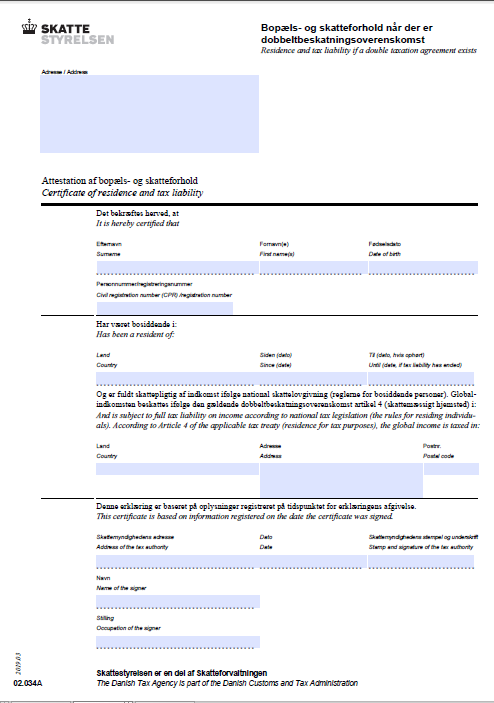 SKATTE
STYRELSEN
Bopæls- og skatteforhold når der er
dobbeltbeskatningsoverenskomst
Residence and tax liability if a double taxation agreement exists
Adresse / Address
Attestation af bopæls- og skatteforhold
Certificate of residence and tax liability
Det bekræftes herved, at
It is hereby certified that
Efternavn Fornavn(e) Fødselsdato
Surname First name(s) Date of birth
Personnummer/registreringsnummer
Civil registration number (CPR) /registration number
Har været bosiddende i:
Has been a resident of:
Land Siden (dato) Til (dato, hvis ophørt)
Country Since (date) Until (date, if tax liability has ended)
Og er fuldt skattepligtig af indkomst ifølge national skattelovgivning (reglerne for bosiddende personer). Global-
indkomsten beskattes ifølge den gældende dobbeltbeskatningsoverenskomst artikel 4 (skattemæssigt hjemsted) i:
And is subject to full tax liability on income according to national tax legislation (the rules for residing individu-
als). According to Article 4 of the applicable tax treaty (residence for tax purposes), the global income is taxed in:
Land Adresse Postnr.
Country Address Postal code
Denne erklæring er baseret på oplysninger registreret på tidspunktet for erklæringens afgivelse.
This certificate is based on information registered on the date the certificate was signed.
Skattemyndighedens adresse Dato Skattemyndighedens stempel og underskrift
Address of the tax authority Date Stamp and signature of the tax authority
Navn
Name of the signer
Stilling
Occupation of the signer
2019.03
02.034A
Skattestyrelsen er en del af Skatteforvaltningen
The Danish Tax Agency is part of the Danish Customs and Tax Administration